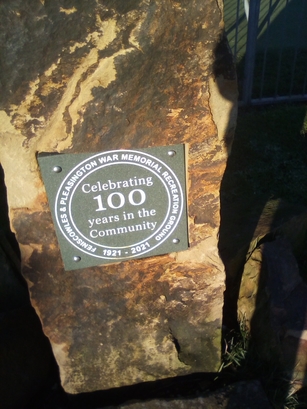 FENISCOWLES & PLEASINGTON WAR MEMORIAL RECREATION GROUND
Celebrating
100
years in the
Community
1921 - 2021